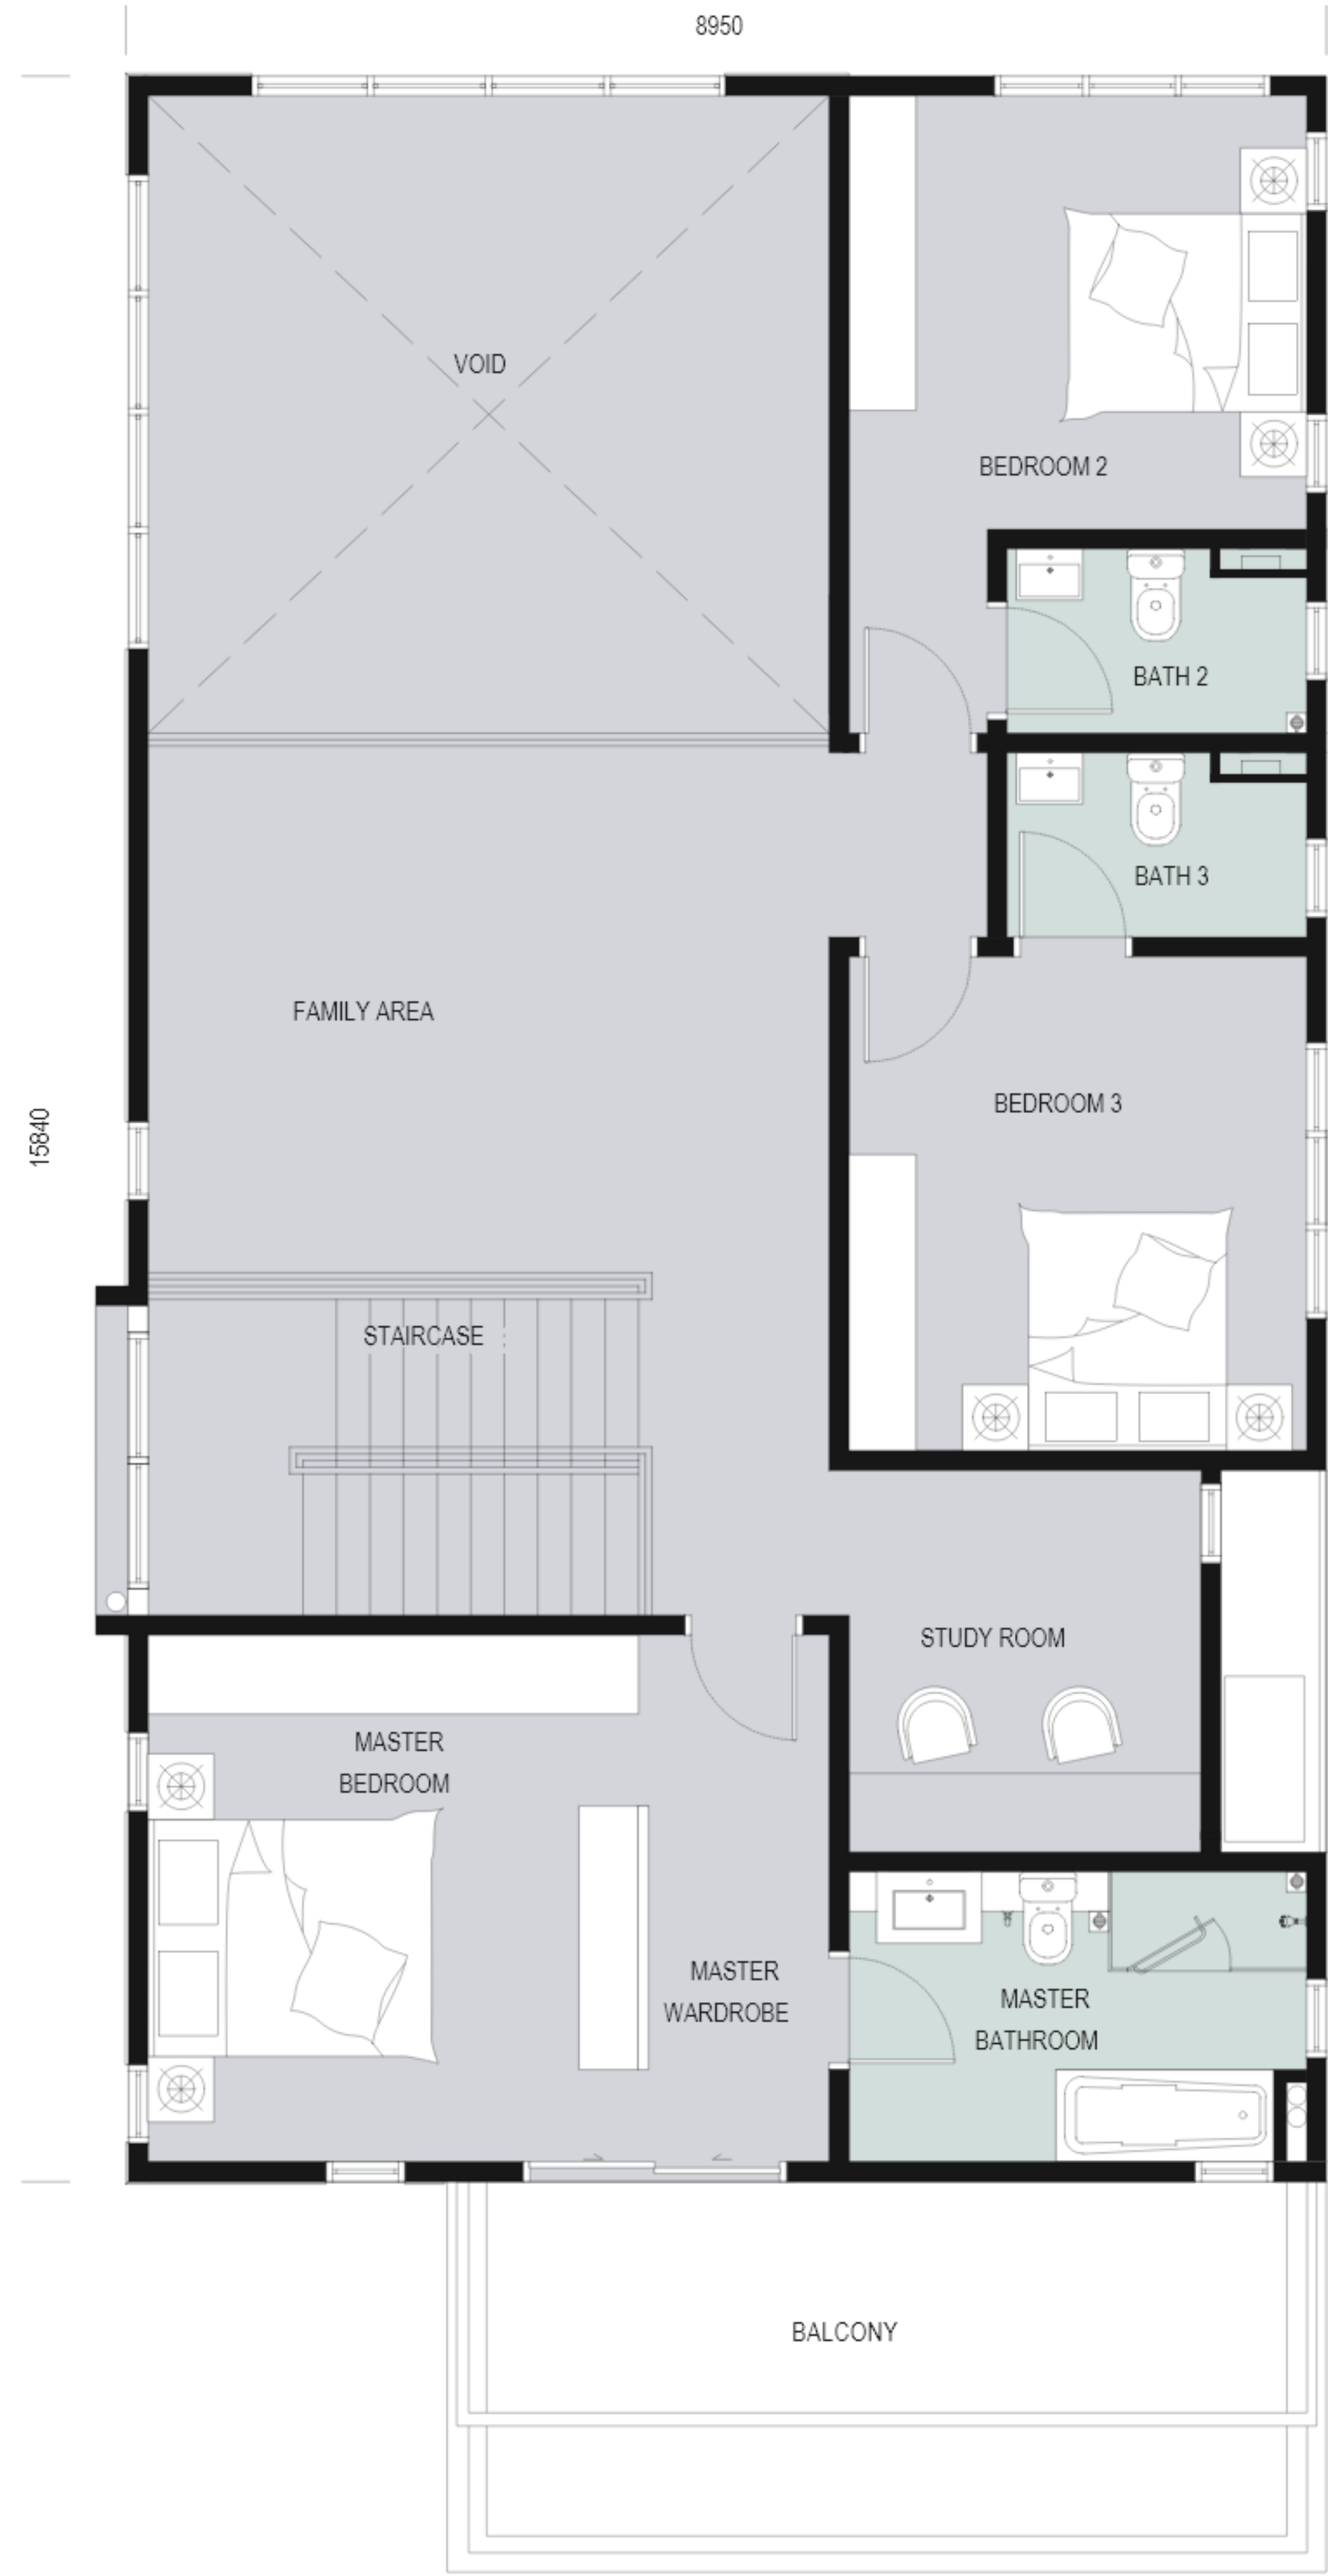 8950
VOID
BEDROOM 2
BATH 2
BATH 3
FAMILY AREA
BEDROOM 3
15840
STAIRCASE
STUDY ROOM
MASTER
BEDROOM
MASTER
WARDROBE
MASTER
BATHROOM
BALCONY